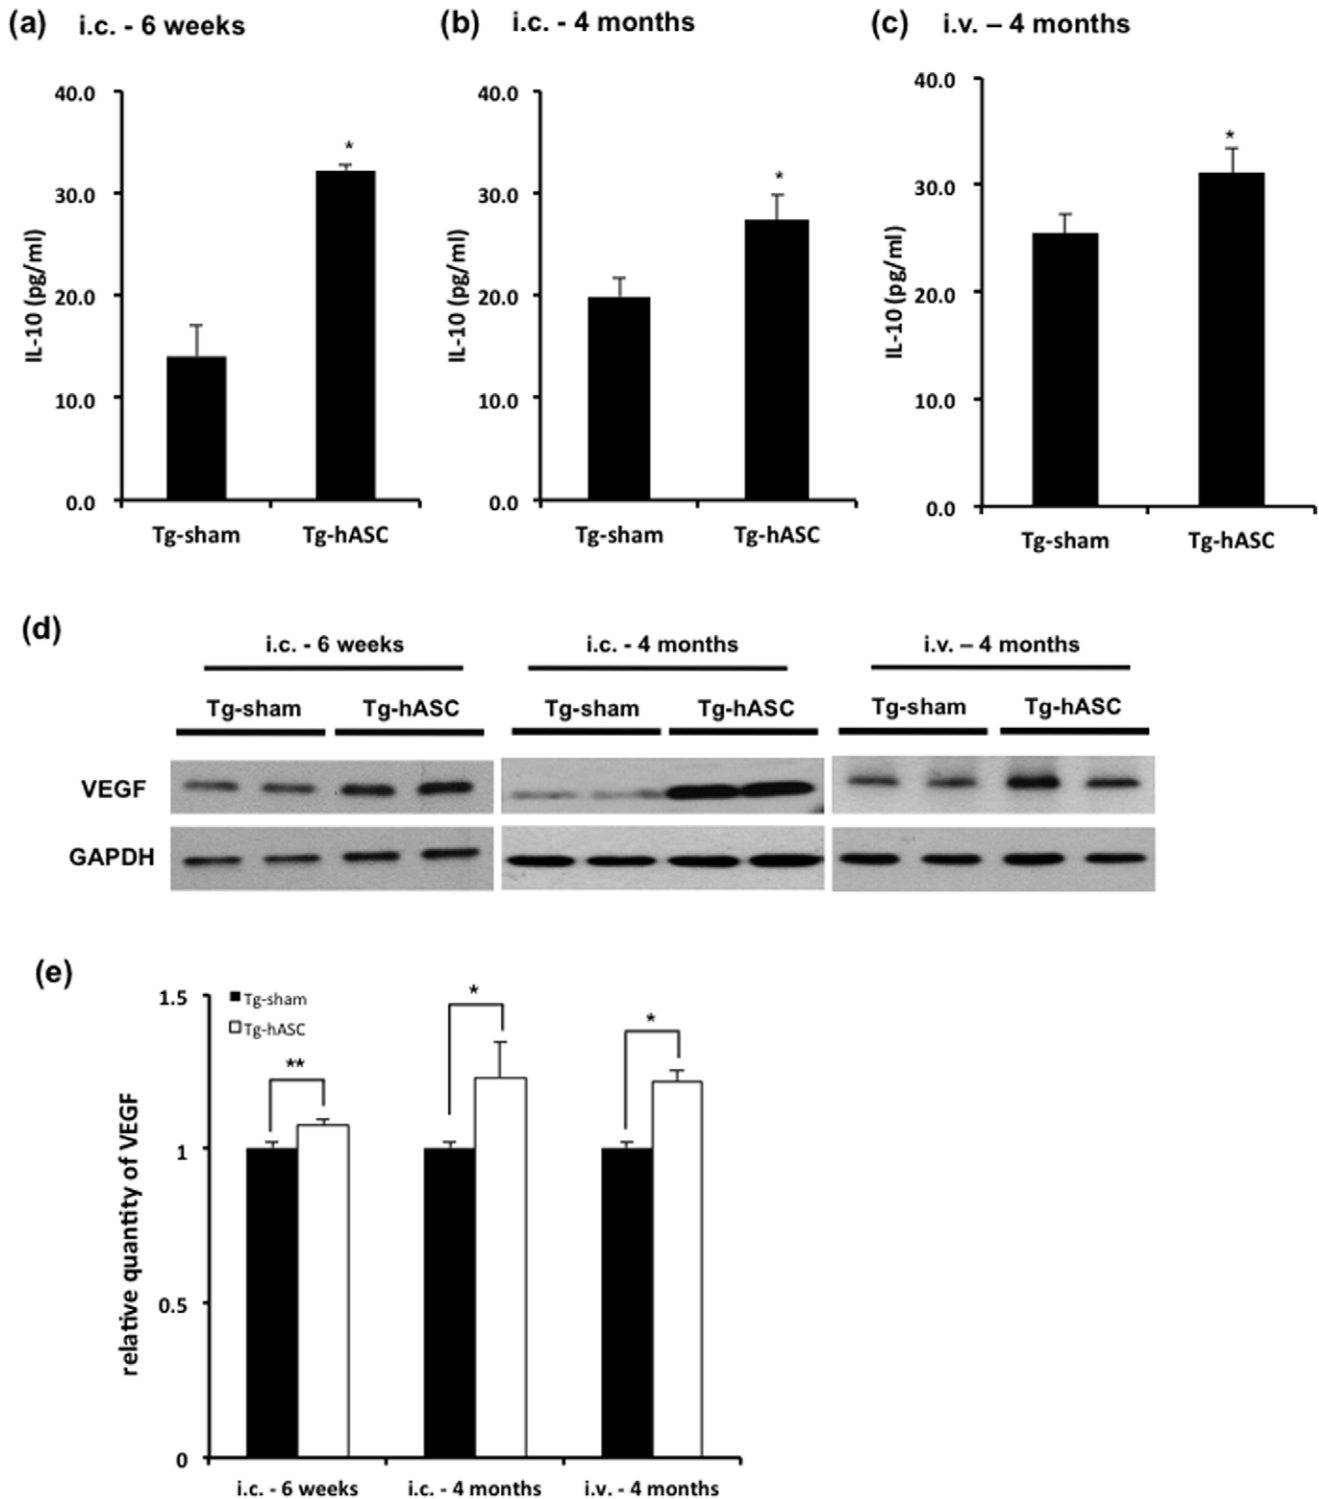 (a) i.c. - 6 weeks
(b) i.c. - 4 months
(c) i.v. – 4 months
40.0
30.0
20.0
10.0
0.0
IL-10 (pg/ml)
*
Tg-sham Tg-hASC
40.0
30.0
20.0
10.0
0.0
IL-10 (pg/ml)
*
Tg-sham Tg-hASC
40.0
30.0
20.0
10.0
0.0
IL-10 (pg/ml)
*
Tg-sham Tg-hASC
(d)
i.c. - 6 weeks i.c. - 4 months i.v. – 4 months
Tg-sham Tg-hASC Tg-sham Tg-hASC Tg-sham Tg-hASC
VEGF
GAPDH
(e)
1.5
1
0.5
0
relative quantity of VEGF
Tg-sham
Tg-hASC
**
*
*
i.c. - 6 weeks i.c. - 4 months i.v. - 4 months